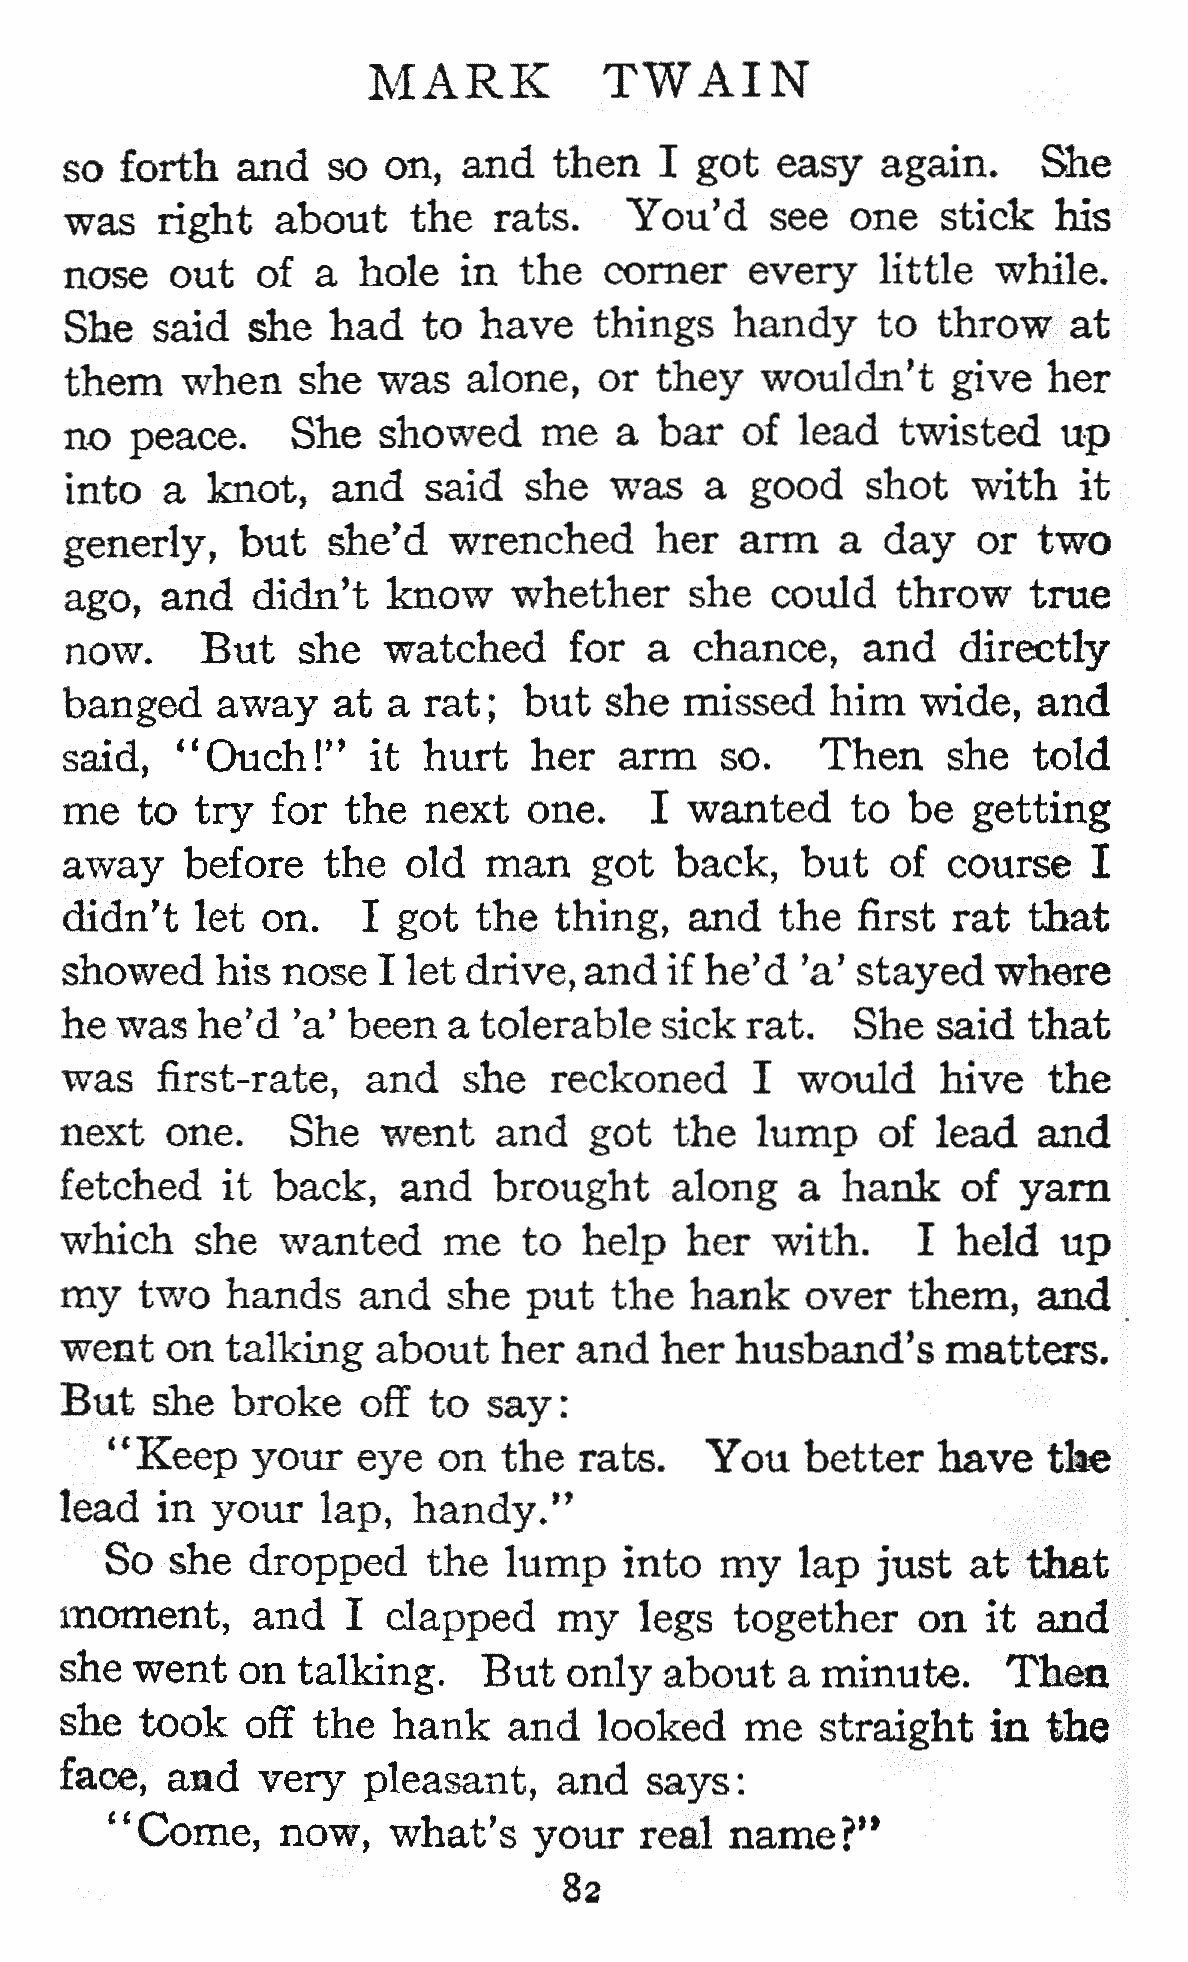 MARK TWAIN
so forth and so on, and then I got easy again. She
was right about the rats. You'd see one stick his
nose out of a hole in the corner every little while.
She said she had to have things handy to throw at
them when she was alone, or they wouldn't give her
no peace. She showed me a bar of lead twisted up
into a knot, and said she was a good shot with it
generly, but she'd wrenched her arm a day or two
ago, and didn't know whether she could throw true
now. But she watched for a chance, and directly
banged away at a rat; but she missed him wide, and
said, "Ouch!" it hurt her arm so. Then she told
me to try for the next one. I wanted to be getting
away before the old man got back, but of course I
didn't let on. I got the thing, and the first rat that
showed his nose I let drive, and if he'd 'a' stayed where
he was he'd 'a' been a tolerable sick rat. She said that
was first-rate, and she reckoned I would hive the
next one. She went and got the lump of lead and
fetched it back, and brought along a hank of yarn
which she wanted me to help her with. I held up
my two hands and she put the hank over them, and
went on talking about her and her husband's matters.
But she broke off to say:
"Keep your eye on the rats. You better have the
lead in your lap, handy."
So she dropped the lump into my lap just at that
moment, and I clapped my legs together on it and
she went on talking. But only about a minute. Then
she took off the hank and looked me straight in the
face, and very pleasant, and says:
"Come, now, what's your real name?"
82